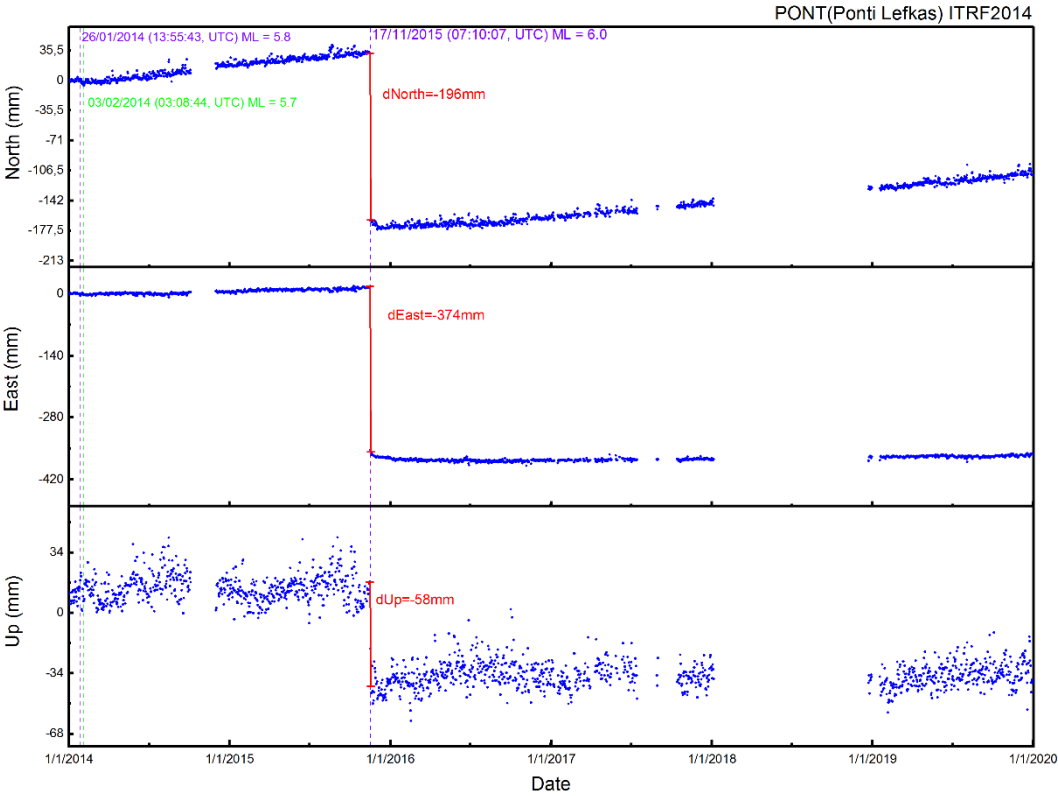 PONT(Ponti Lefkas) ITRF2014
26/01/2014 (13:55:43, UTC) ML = 5.8
17/11/2015 (07:10:07, UTC) ML = 6.0
03/02/2014 (03:08:44, UTC) ML = 5.7
North (mm)
35,5
0
-35,5
-71
-106,5
-142
-177,5
-213
dNorth=-196mm
East (mm)
0
-140
-280
-420
dEast=-374mm
Up (mm)
34
0
-34
-68
dUp=-58mm
1/1/2014
1/1/2015
1/1/2016
1/1/2017
1/1/2018
1/1/2019
1/1/2020
Date